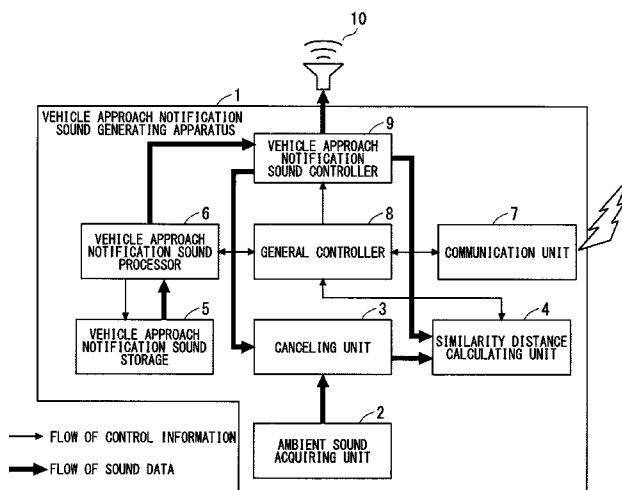 10
1
VEHICLE APPROACH NOTIFICATION
SOUND GENERATING APPARATUS
9
VEHICLE APPROACH
NOTIFICATION
SOUND CONTROLLER
6
VEHICLE APPROACH
NOTIFICATION SOUND
PROCESSOR
8
GENERAL CONTROLLER
7
COMMUNICATION UNIT
5
VEHICLE APPROACH
NOTIFICATION SOUND
STORAGE
3
CANCELING UNIT
4
SIMILARITY DISTANCE
CALCULATING UNIT
2
AMBIENT SOUND
ACQUIRING UNIT
FLOW OF CONTROL INFORMATION
FLOW OF SOUND DATA